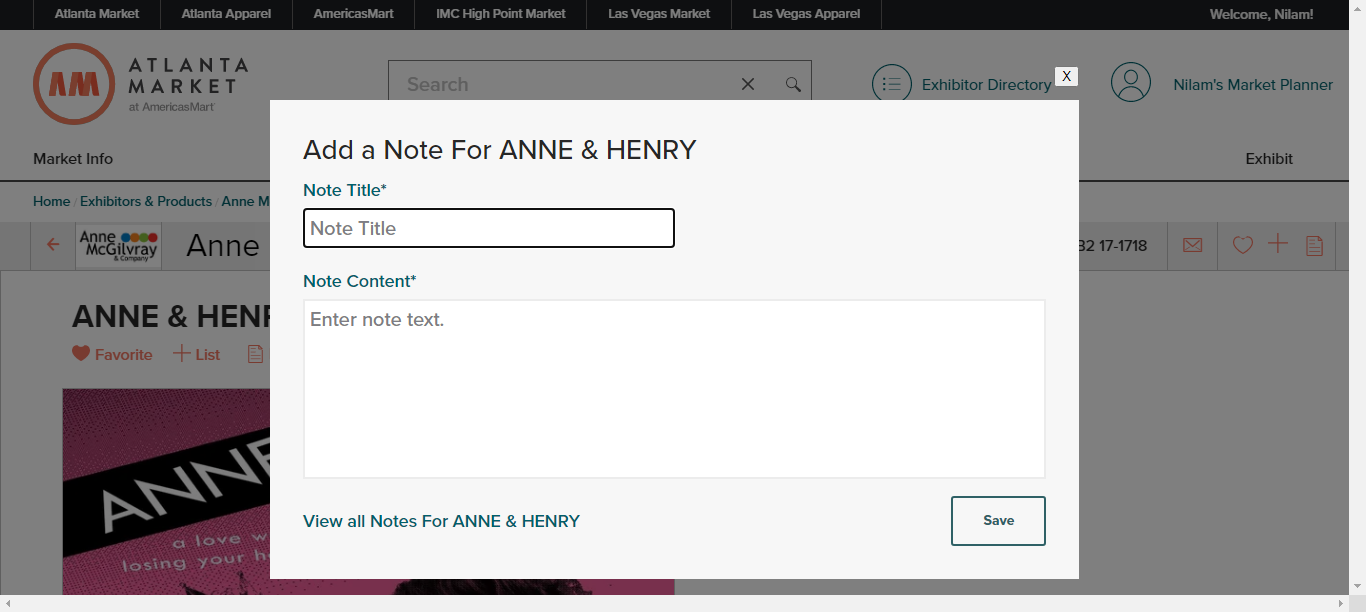 Atlanta Market
Atlanta Apparel
AmericasMart
IMC High Point Market
Las Vegas Market
Las Vegas Apparel
Welcome, Nilam!
AM
ATLANTA
MARKET
at AmericasMart
Search
Exhibitor Directory
X
Nilam's Market Planner
Market Info
Exhibit
Home / Exhibitors & Products / Anne M
Anne
McGilvray
& Company
Anne
82 17-1718
ANNE & HENR
Favorite
List
ANNE
a love w
losing your h
Add a Note For ANNE & HENRY
Note Title*
Note Title
Note Content*
Enter note text.
View all Notes For ANNE & HENRY
Save